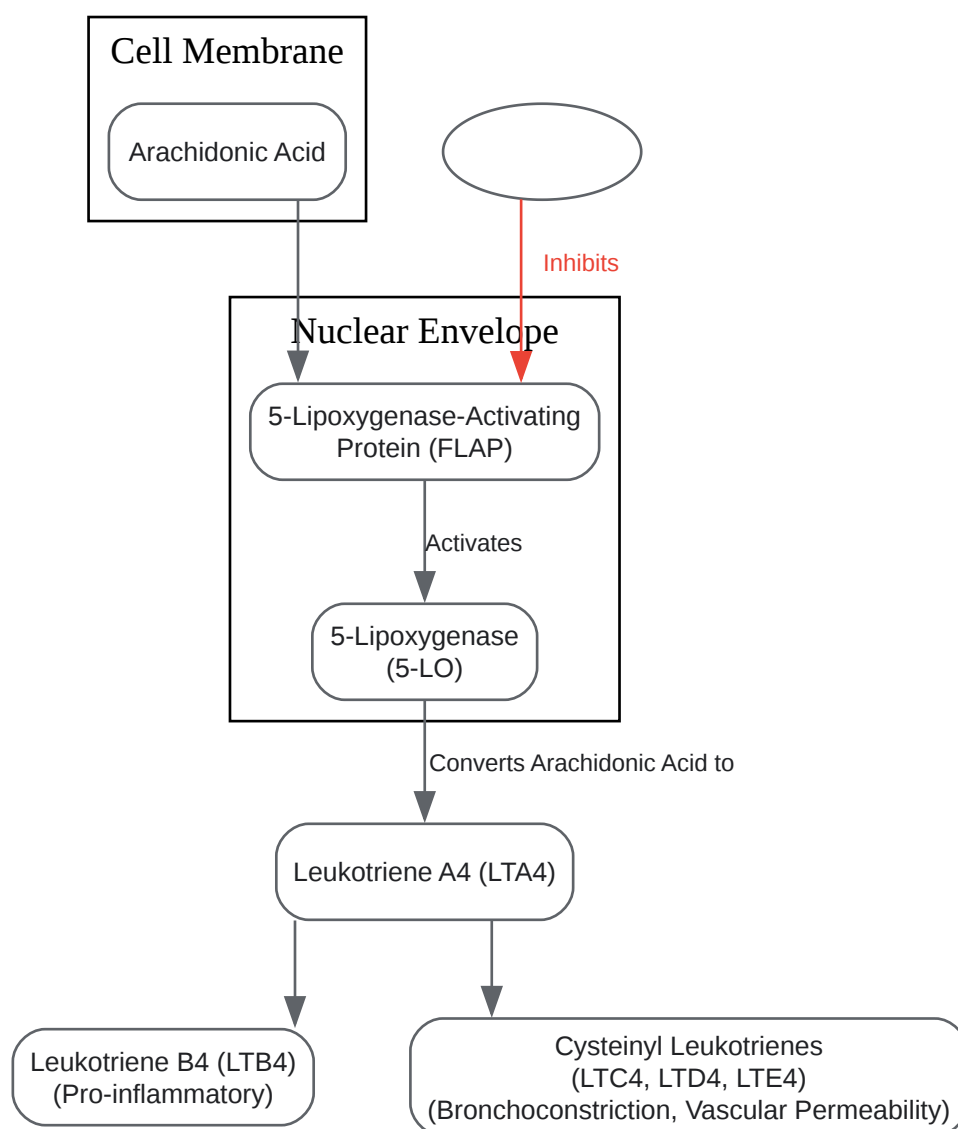 Cell Membrane
Arachidonic Acid
Inhibits
Nuclear Envelope
5-Lipoxygenase-Activating
Protein (FLAP)
Activates
5-Lipoxygenase
(5-LO)
Converts Arachidonic Acid to
Leukotriene A4 (LTA4)
Leukotriene B4 (LTB4)
(Pro-inflammatory)
Cysteinyl Leukotrienes
(LTC4, LTD4, LTE4)
(Bronchoconstriction, Vascular Permeability)